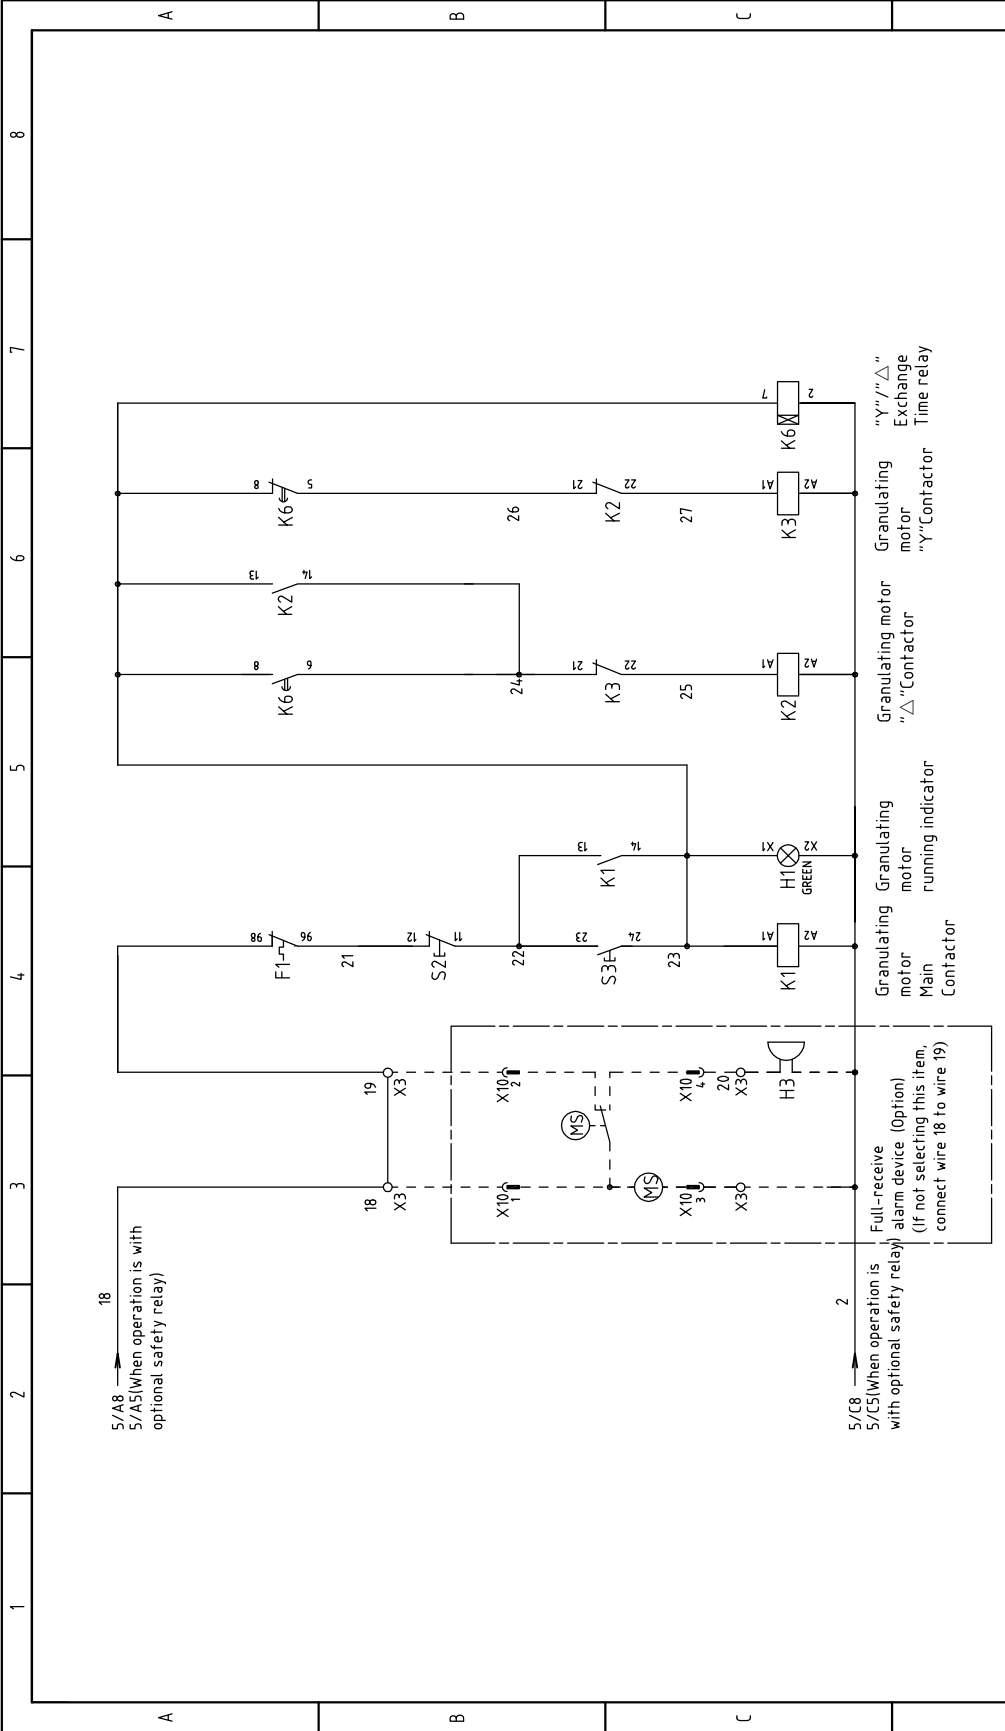 1
2
3
4
5
6
7
8
A
A
B
B
C
C
18
5/A8
5/A5(When operation is with
optional safety relay)
18
X3
19
X3
X10
1
X10
2
MS
MS
X10
3
X10
4
20
X3
X3
H3
2
5/C8
5/C5(When operation is
with optional safety relay)
Full-receive
alarm device (Option)
(If not selecting this item,
connect wire 18 to wire 19)
F1
98
96
21
S2
12
11
22
S3
23
24
K1
13
14
23
K1
A1
A2
H1
GREEN
X1
X2
Granulating
motor
Main
Contactor
Granulating
motor
running indicator
K6
8
6
K2
13
14
24
K3
21
22
25
K2
A1
A2
Granulating motor
"△"Contactor
K6
8
5
26
K2
21
22
27
K3
A1
A2
Granulating
motor
"Y"Contactor
K6
7
2
"Y"/"△"
Exchange
Time relay